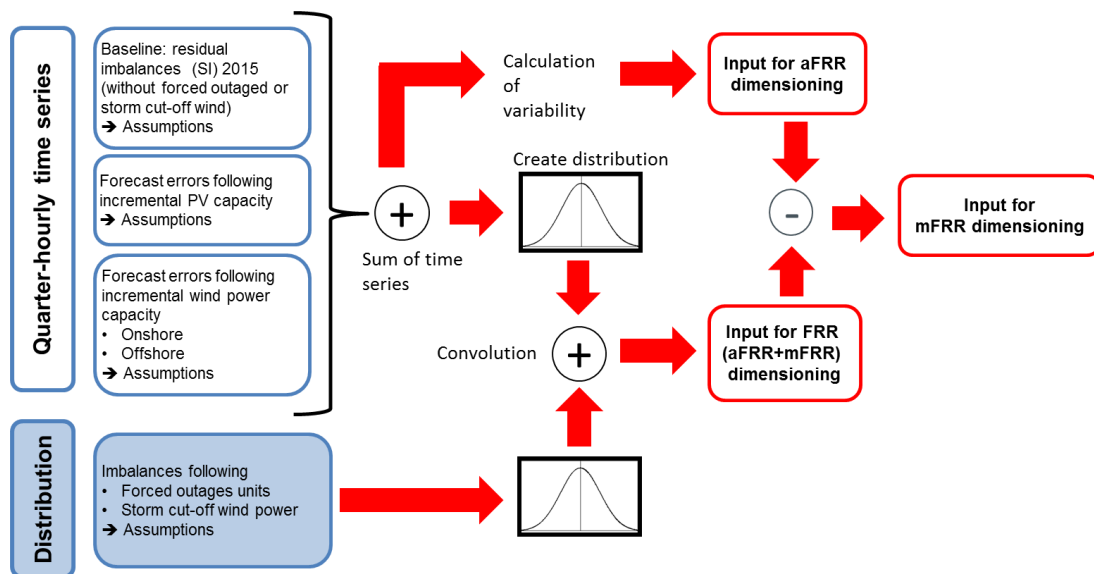 Quarter-hourly time series
Baseline: residual
imbalances (SI) 2015
(without forced outaged or
storm cut-off wind)
➔ Assumptions
Forecast errors following
incremental PV capacity
➔ Assumptions
Forecast errors following
incremental wind power
capacity
• Onshore
• Offshore
➔ Assumptions
Distribution
Imbalances following
• Forced outages units
• Storm cut-off wind power
➔ Assumptions
+
Sum of time
series
Calculation
of
variability
Create distribution
Convolution
+
Input for aFRR
dimensioning
-
Input for FRR
(aFRR+mFRR)
dimensioning
Input for
mFRR dimensioning